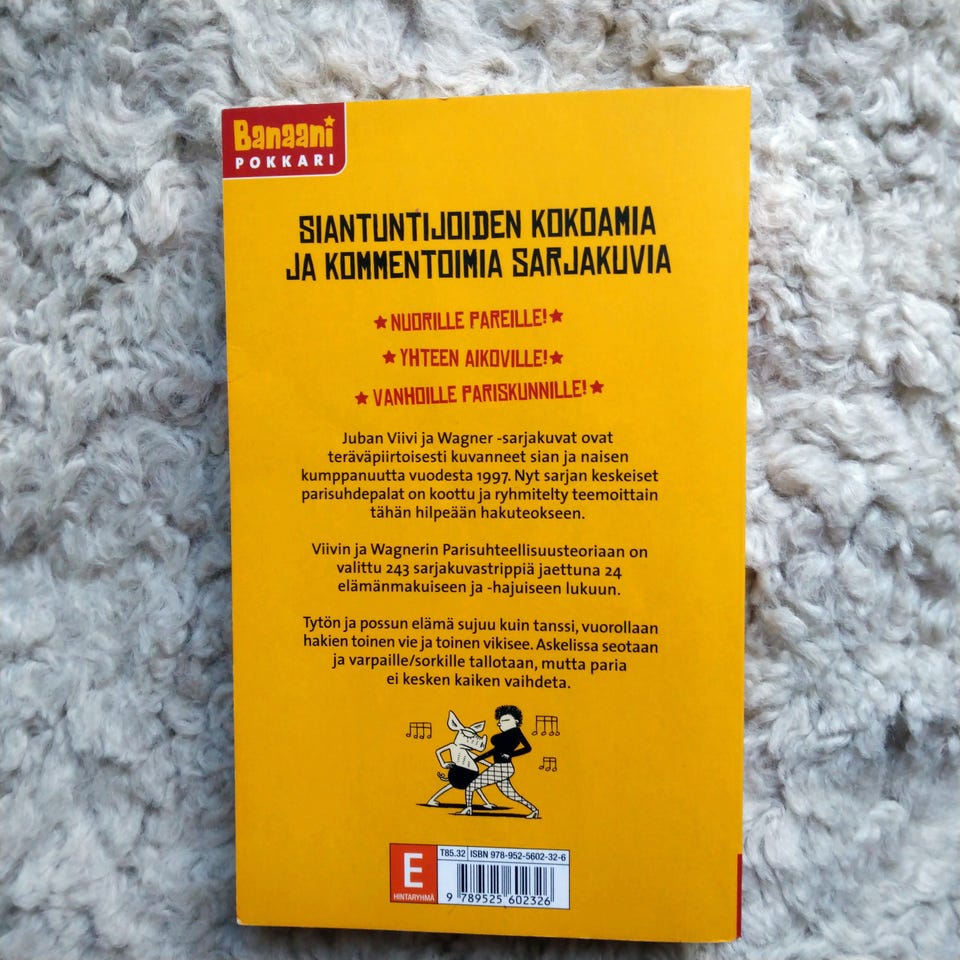 Banaani
POKKARI
SIANTUNTIJOIDEN KOKOAMIA
JA KOMMENTOIMIA SARJAKUVIA
★NUORILLE PAREILLE!★
★YHTEEN AIKOVILLE!★
★VANHOILLE PARISKUNNILLE!★
Juban Viivi ja Wagner -sarjakuvat ovat
teräväpiirtoisesti kuvanneet sian ja naisen
kumppanuutta vuodesta 1997. Nyt sarjan keskeiset
parisuhdepalat on koottu ja ryhmitelty teemoittain
tähän hilpeään hakuteokseen.
Viivin ja Wagnerin Parisuhteellisuusteoriaan on
valittu 243 sarjakuvastrippiä jaettuna 24
elämänmakuiseen ja -hajuiseen lukuun.
Tytön ja possun elämä sujuu kuin tanssi, vuorollaan
hakien toinen vie ja toinen vikisee. Askelissa seotaan
ja varpaille/sorkille tallotaan, mutta paria
ei kesken kaiken vaihdeta.
E
HINTARYHMÄ
T85.32 ISBN 978-952-5602-32-6
9 789525 602326